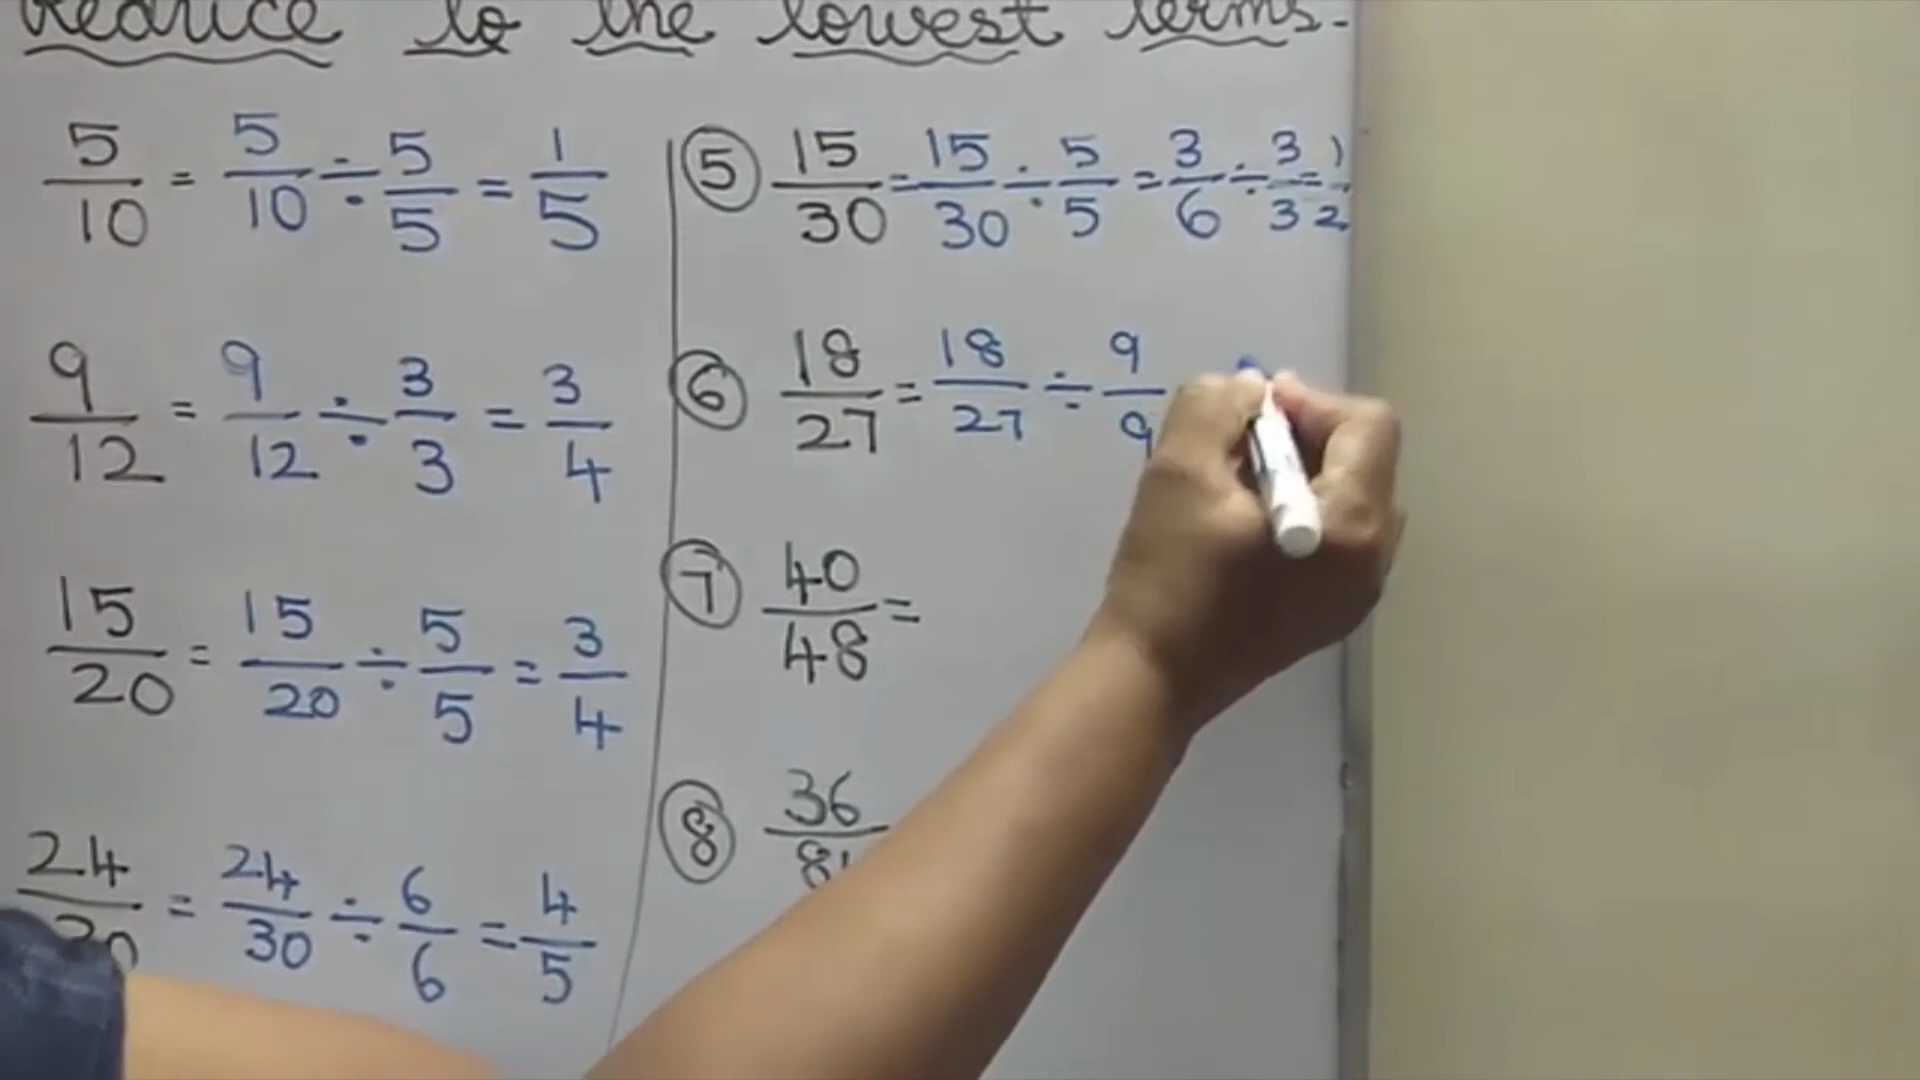 Reduce to the lowest terms.
5/10 = 5/10 ÷ 5/5 = 1/5
9/12 = 9/12 ÷ 3/3 = 3/4
15/20 = 15/20 ÷ 5/5 = 3/4
24/30 = 24/30 ÷ 6/6 = 4/5
⑤ 15/30 = 15/30 ÷ 5/5 = 3/6 ÷ 3/3 = 1/2
⑥ 18/27 = 18/27 ÷ 9/9
⑦ 40/48 =
⑧ 36/